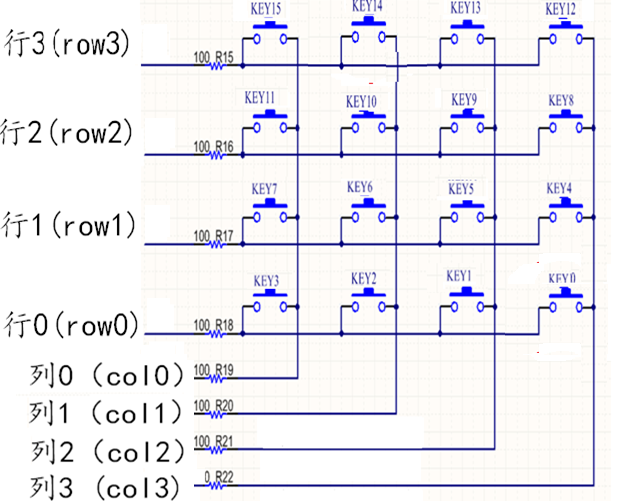 KEY15 KEY14 KEY13 KEY12
行3(row3)
100 R15
KEY11 KEY10 KEY9 KEY8
行2(row2)
100 R16
KEY7 KEY6 KEY5 KEY4
行1(row1)
100 R17
KEY3 KEY2 KEY1 KEY0
行0(row0)
100 R18
列0 (col0) 100 R19
列1 (col1) 100 R20
列2 (col2) 100 R21
列3 (col3) 0 R22